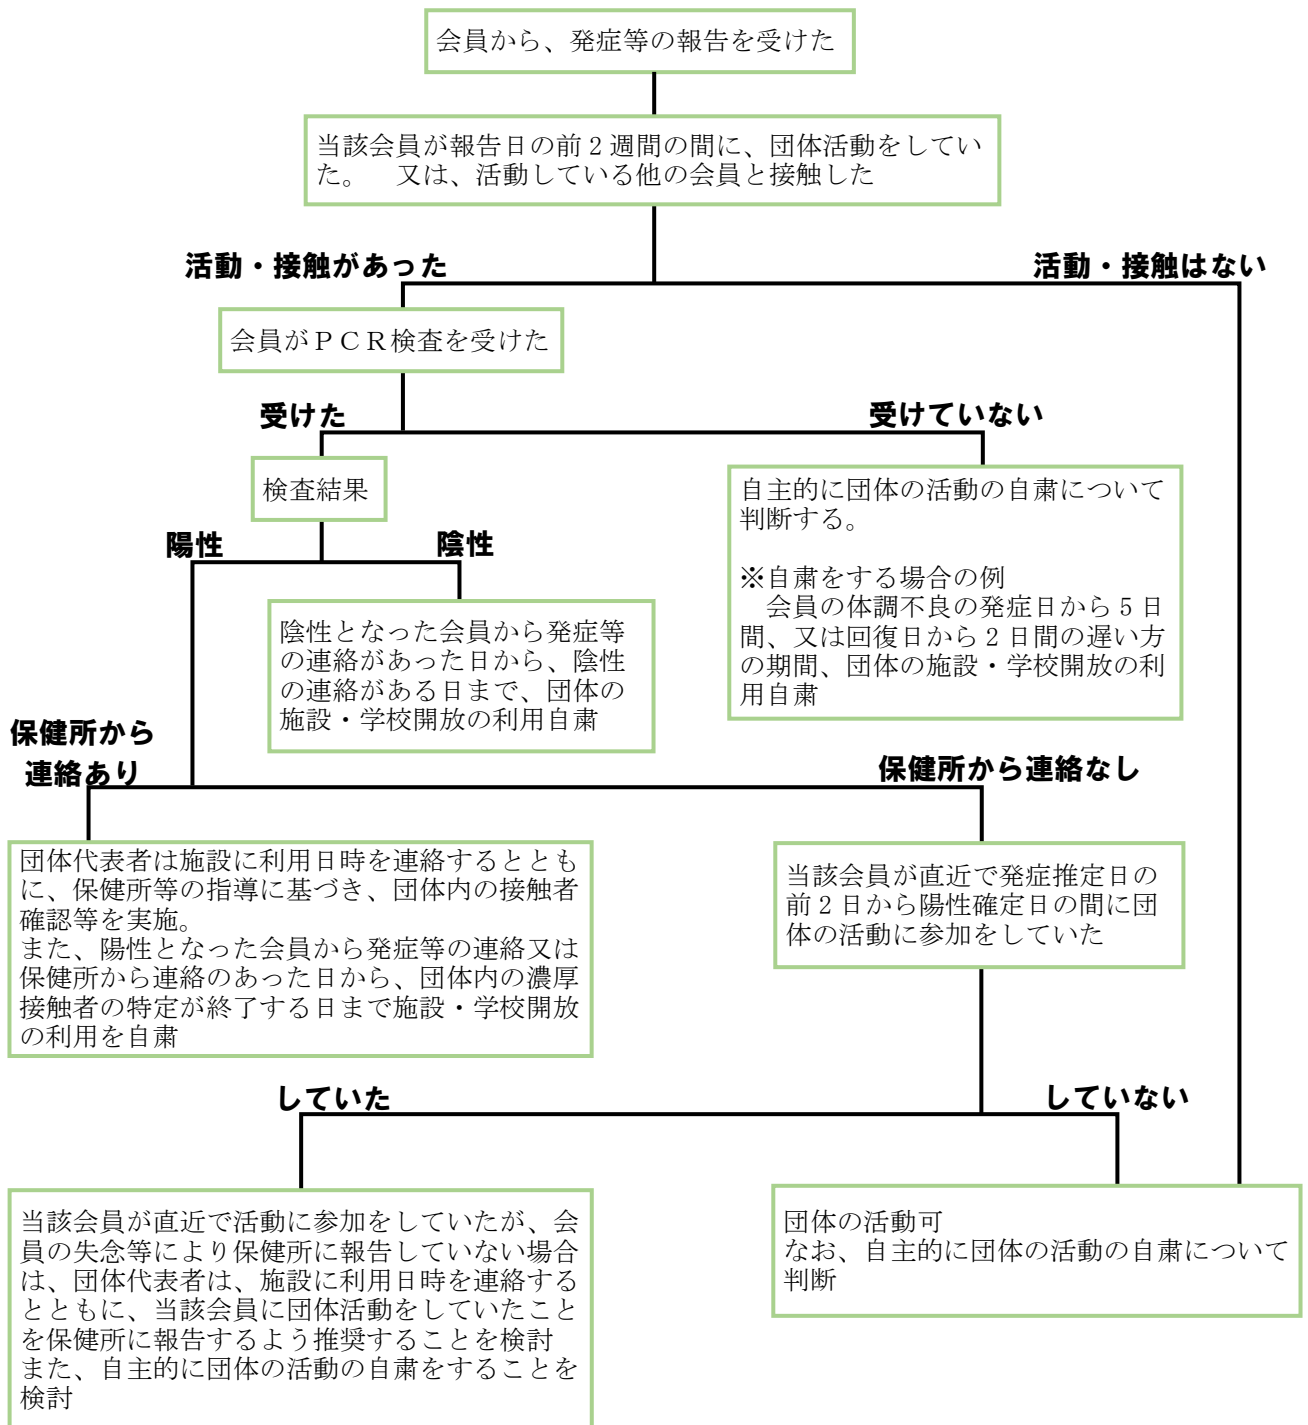 会員から、発症等の報告を受けた
当該会員が報告日の前2週間の間に、団体活動をしてい
た。　又は、活動している他の会員と接触した
活動・接触があった
活動・接触はない
会員がPCR検査を受けた
受けた
受けていない
検査結果
自主的に団体の活動の自粛について
判断する。
※自粛をする場合の例
　会員の体調不良の発症日から5日
間、又は回復日から2日間の遅い方
の期間、団体の施設・学校開放の利
用自粛
陽性
陰性
陰性となった会員から発症等
の連絡があった日から、陰性
の連絡がある日まで、団体の
施設・学校開放の利用自粛
保健所から
連絡あり
保健所から連絡なし
団体代表者は施設に利用日時を連絡するととも
に、保健所等の指導に基づき、団体内の接触者
確認等を実施。
また、陽性となった会員から発症等の連絡又は
保健所から連絡のあった日から、団体内の濃厚
接触者の特定が終了する日まで施設・学校開放
の利用を自粛
当該会員が直近で発症推定日の
前2日から陽性確定日の間に団
体の活動に参加をしていた
していた
していない
当該会員が直近で活動に参加をしていたが、会
員の失念等により保健所に報告していない場合
は、団体代表者は、施設に利用日時を連絡する
とともに、当該会員に団体活動をしていたこと
を保健所に報告するよう推奨することを検討
また、自主的に団体の活動の自粛をすることを
検討
団体の活動可
なお、自主的に団体の活動の自粛について
判断